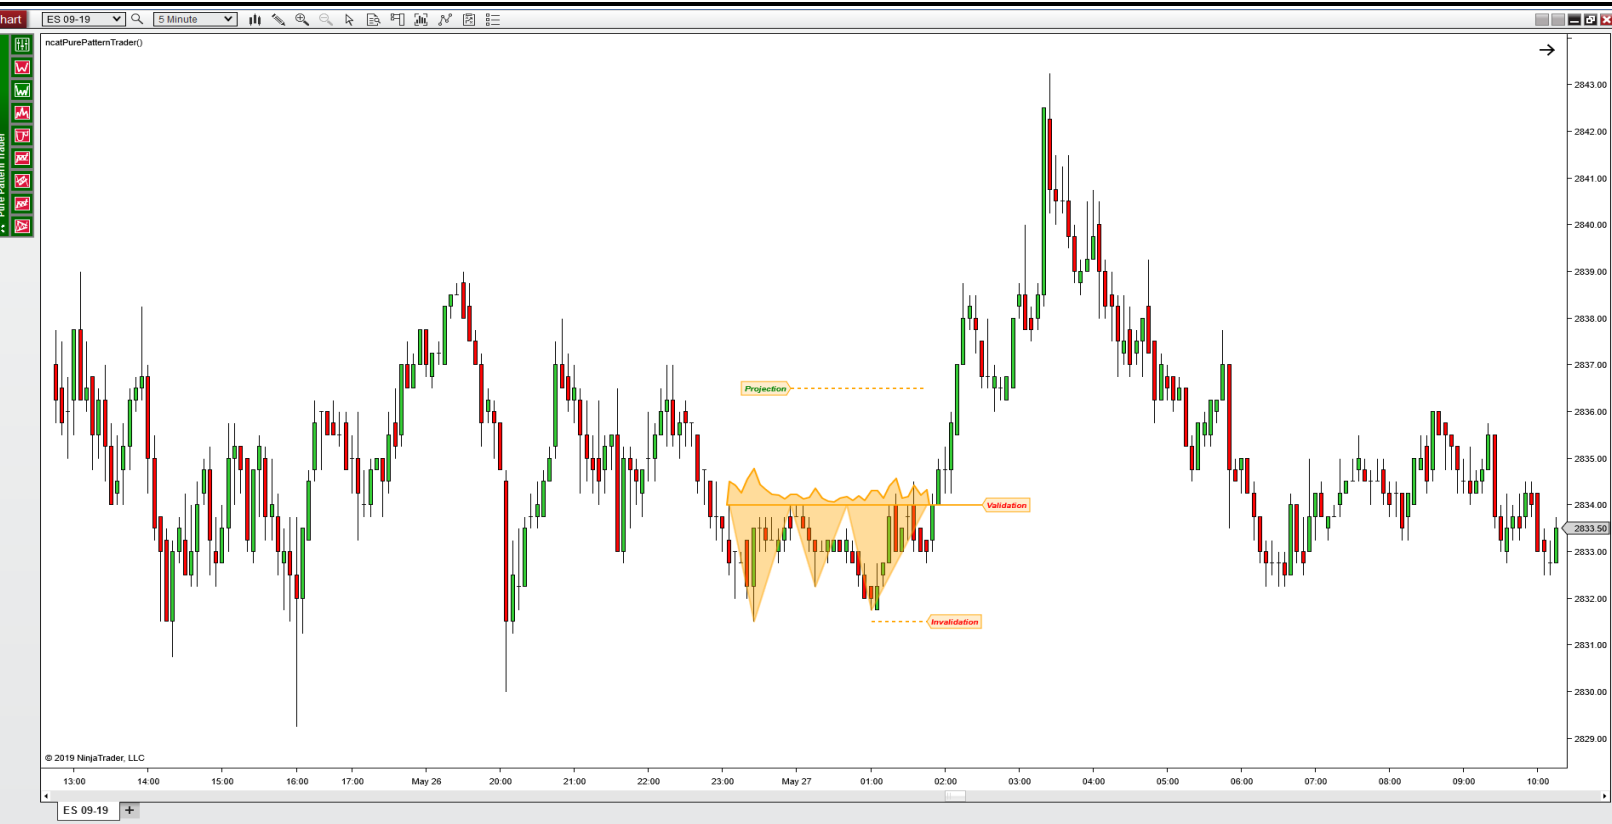 hart
ES 09-19
5 Minute
ncatPurePatternTrader()
Pure Pattern Trader
2843.00
2842.00
2841.00
2840.00
2839.00
2838.00
2837.00
Projection
2836.00
2835.00
Validation
2834.00
2833.50
2833.00
2832.00
Invalidation
2831.00
2830.00
2829.00
© 2019 NinjaTrader, LLC
13:00 14:00 15:00 16:00 17:00 May 26 20:00 21:00 22:00 23:00 May 27 01:00 02:00 03:00 04:00 05:00 06:00 07:00 08:00 09:00 10:00
ES 09-19 +